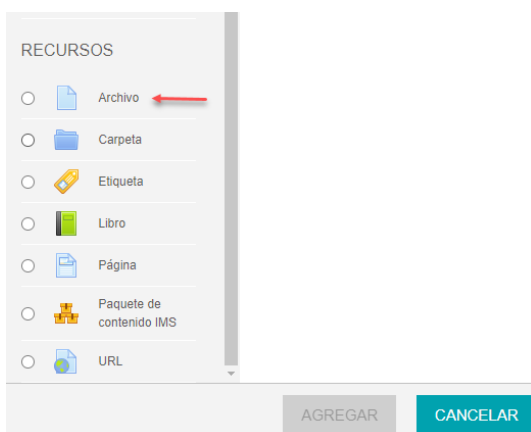 RECURSOS
Archivo
Carpeta
Etiqueta
Libro
Página
Paquete de
contenido IMS
URL
AGREGAR
CANCELAR